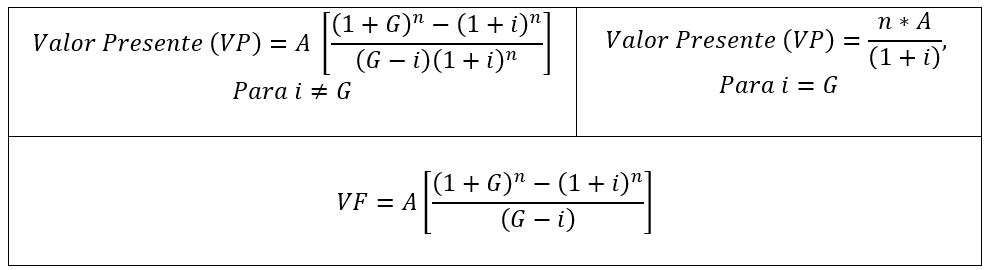 Valor Presente (VP) = A [((1 + G)^n − (1 + i)^n) / ((G − i)(1 + i)^n)]
Para i ≠ G
Valor Presente (VP) = (n * A) / (1 + i),
Para i = G
VF = A [((1 + G)^n − (1 + i)^n) / (G − i)]